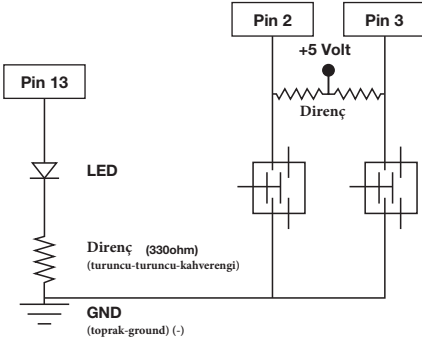 Pin 2
Pin 3
+5 Volt
Pin 13
Direnç
LED
Direnç (330ohm)
(turuncu-turuncu-kahverengi)
GND
(toprak-ground) (-)